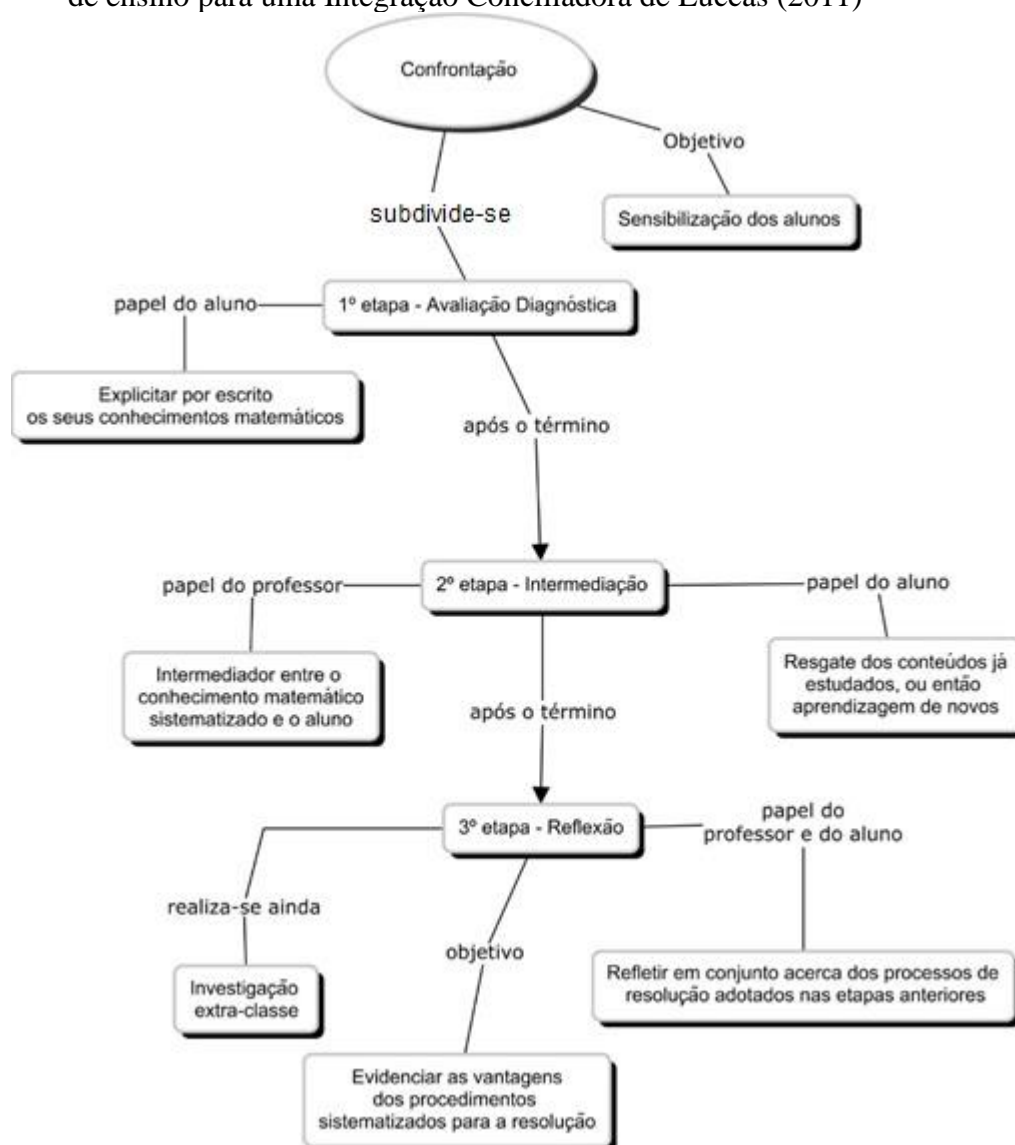 de ensino para uma Integração Conciliadora de Luccas (2011)
Confrontação
Objetivo
Sensibilização dos alunos
subdivide-se
1º etapa - Avaliação Diagnóstica
papel do aluno
Explicitar por escrito
os seus conhecimentos matemáticos
após o término
2º etapa - Intermediação
papel do professor
Intermediador entre o
conhecimento matemático
sistematizado e o aluno
papel do aluno
Resgate dos conteúdos já
estudados, ou então
aprendizagem de novos
após o término
3º etapa - Reflexão
papel do
professor e do aluno
Refletir em conjunto acerca dos processos de
resolução adotados nas etapas anteriores
realiza-se ainda
Investigação
extra-classe
objetivo
Evidenciar as vantagens
dos procedimentos
sistematizados para a resolução